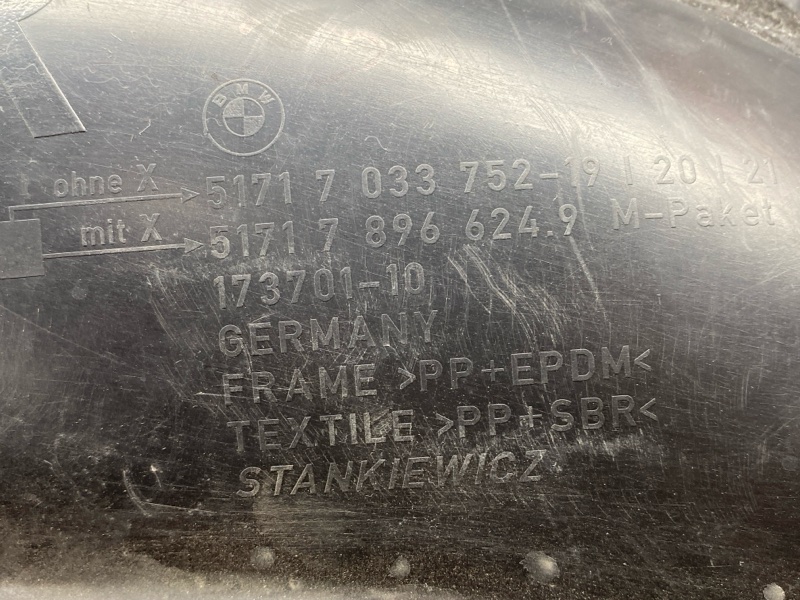 BMW
ohne X 5171 7 033 752-19 | 20 | 21
mit X 5171 7 896 624.9 M-Paket
173701-10
GERMANY
FRAME >PP+EPDM<
TEXTILE >PP+SBR<
STANKIEWICZ